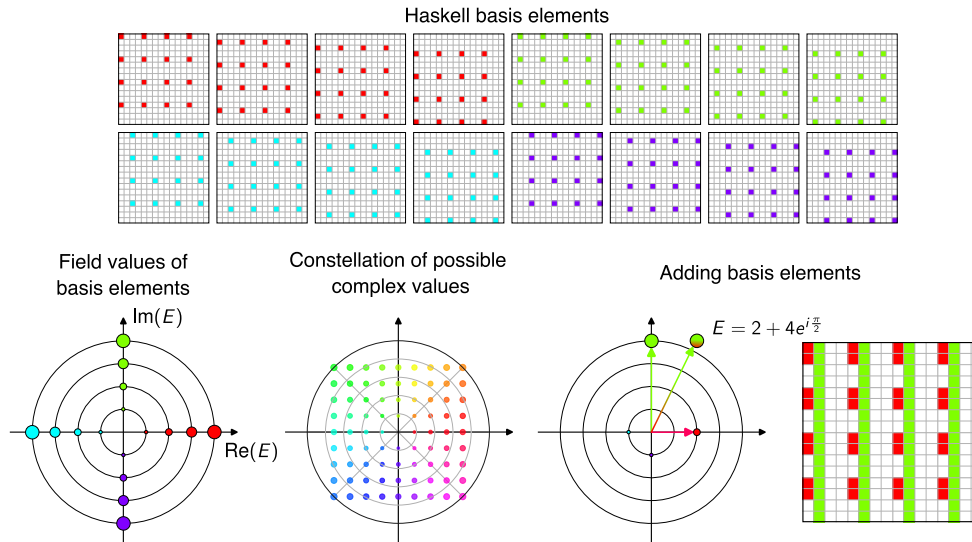 Haskell basis elements
Field values of
basis elements
Im(E)
Re(E)
Constellation of possible
complex values
Adding basis elements
E = 2 + 4e^{i\frac{π}{2}}